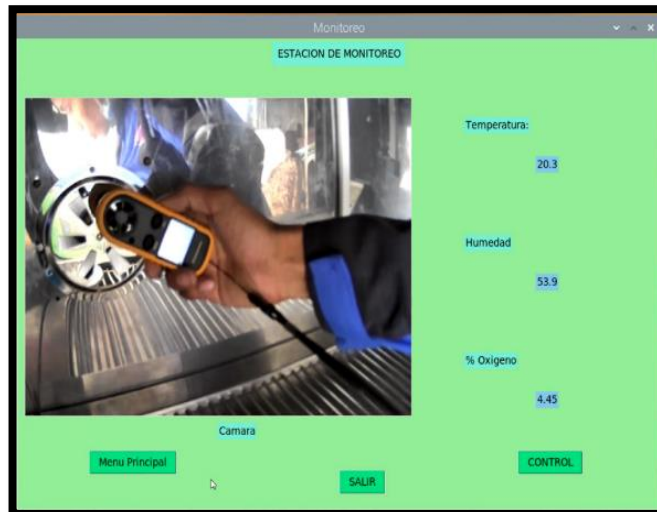 Monitoreo
ESTACION DE MONITOREO
Temperatura:
20.3
Humedad
53.9
% Oxigeno
4.45
Camara
Menu Principal
SALIR
CONTROL